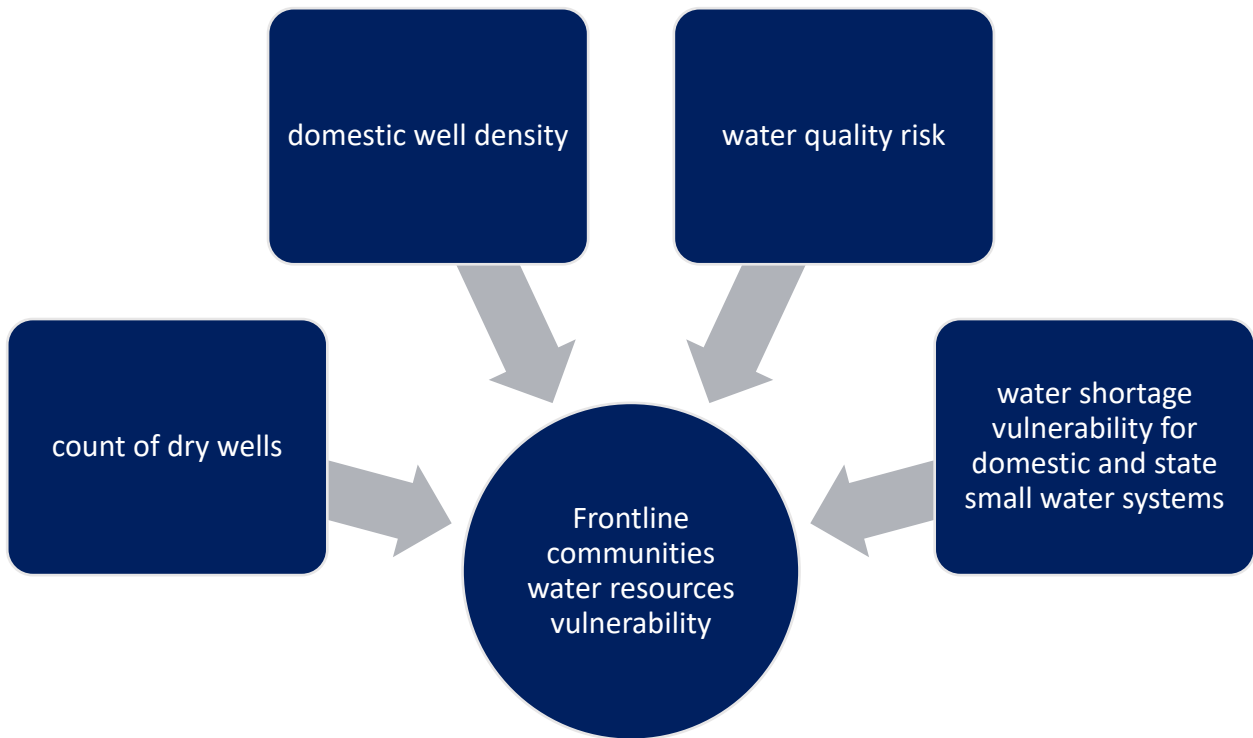 domestic well density
water quality risk
count of dry wells
water shortage
vulnerability for
domestic and state
small water systems
Frontline
communities
water resources
vulnerability